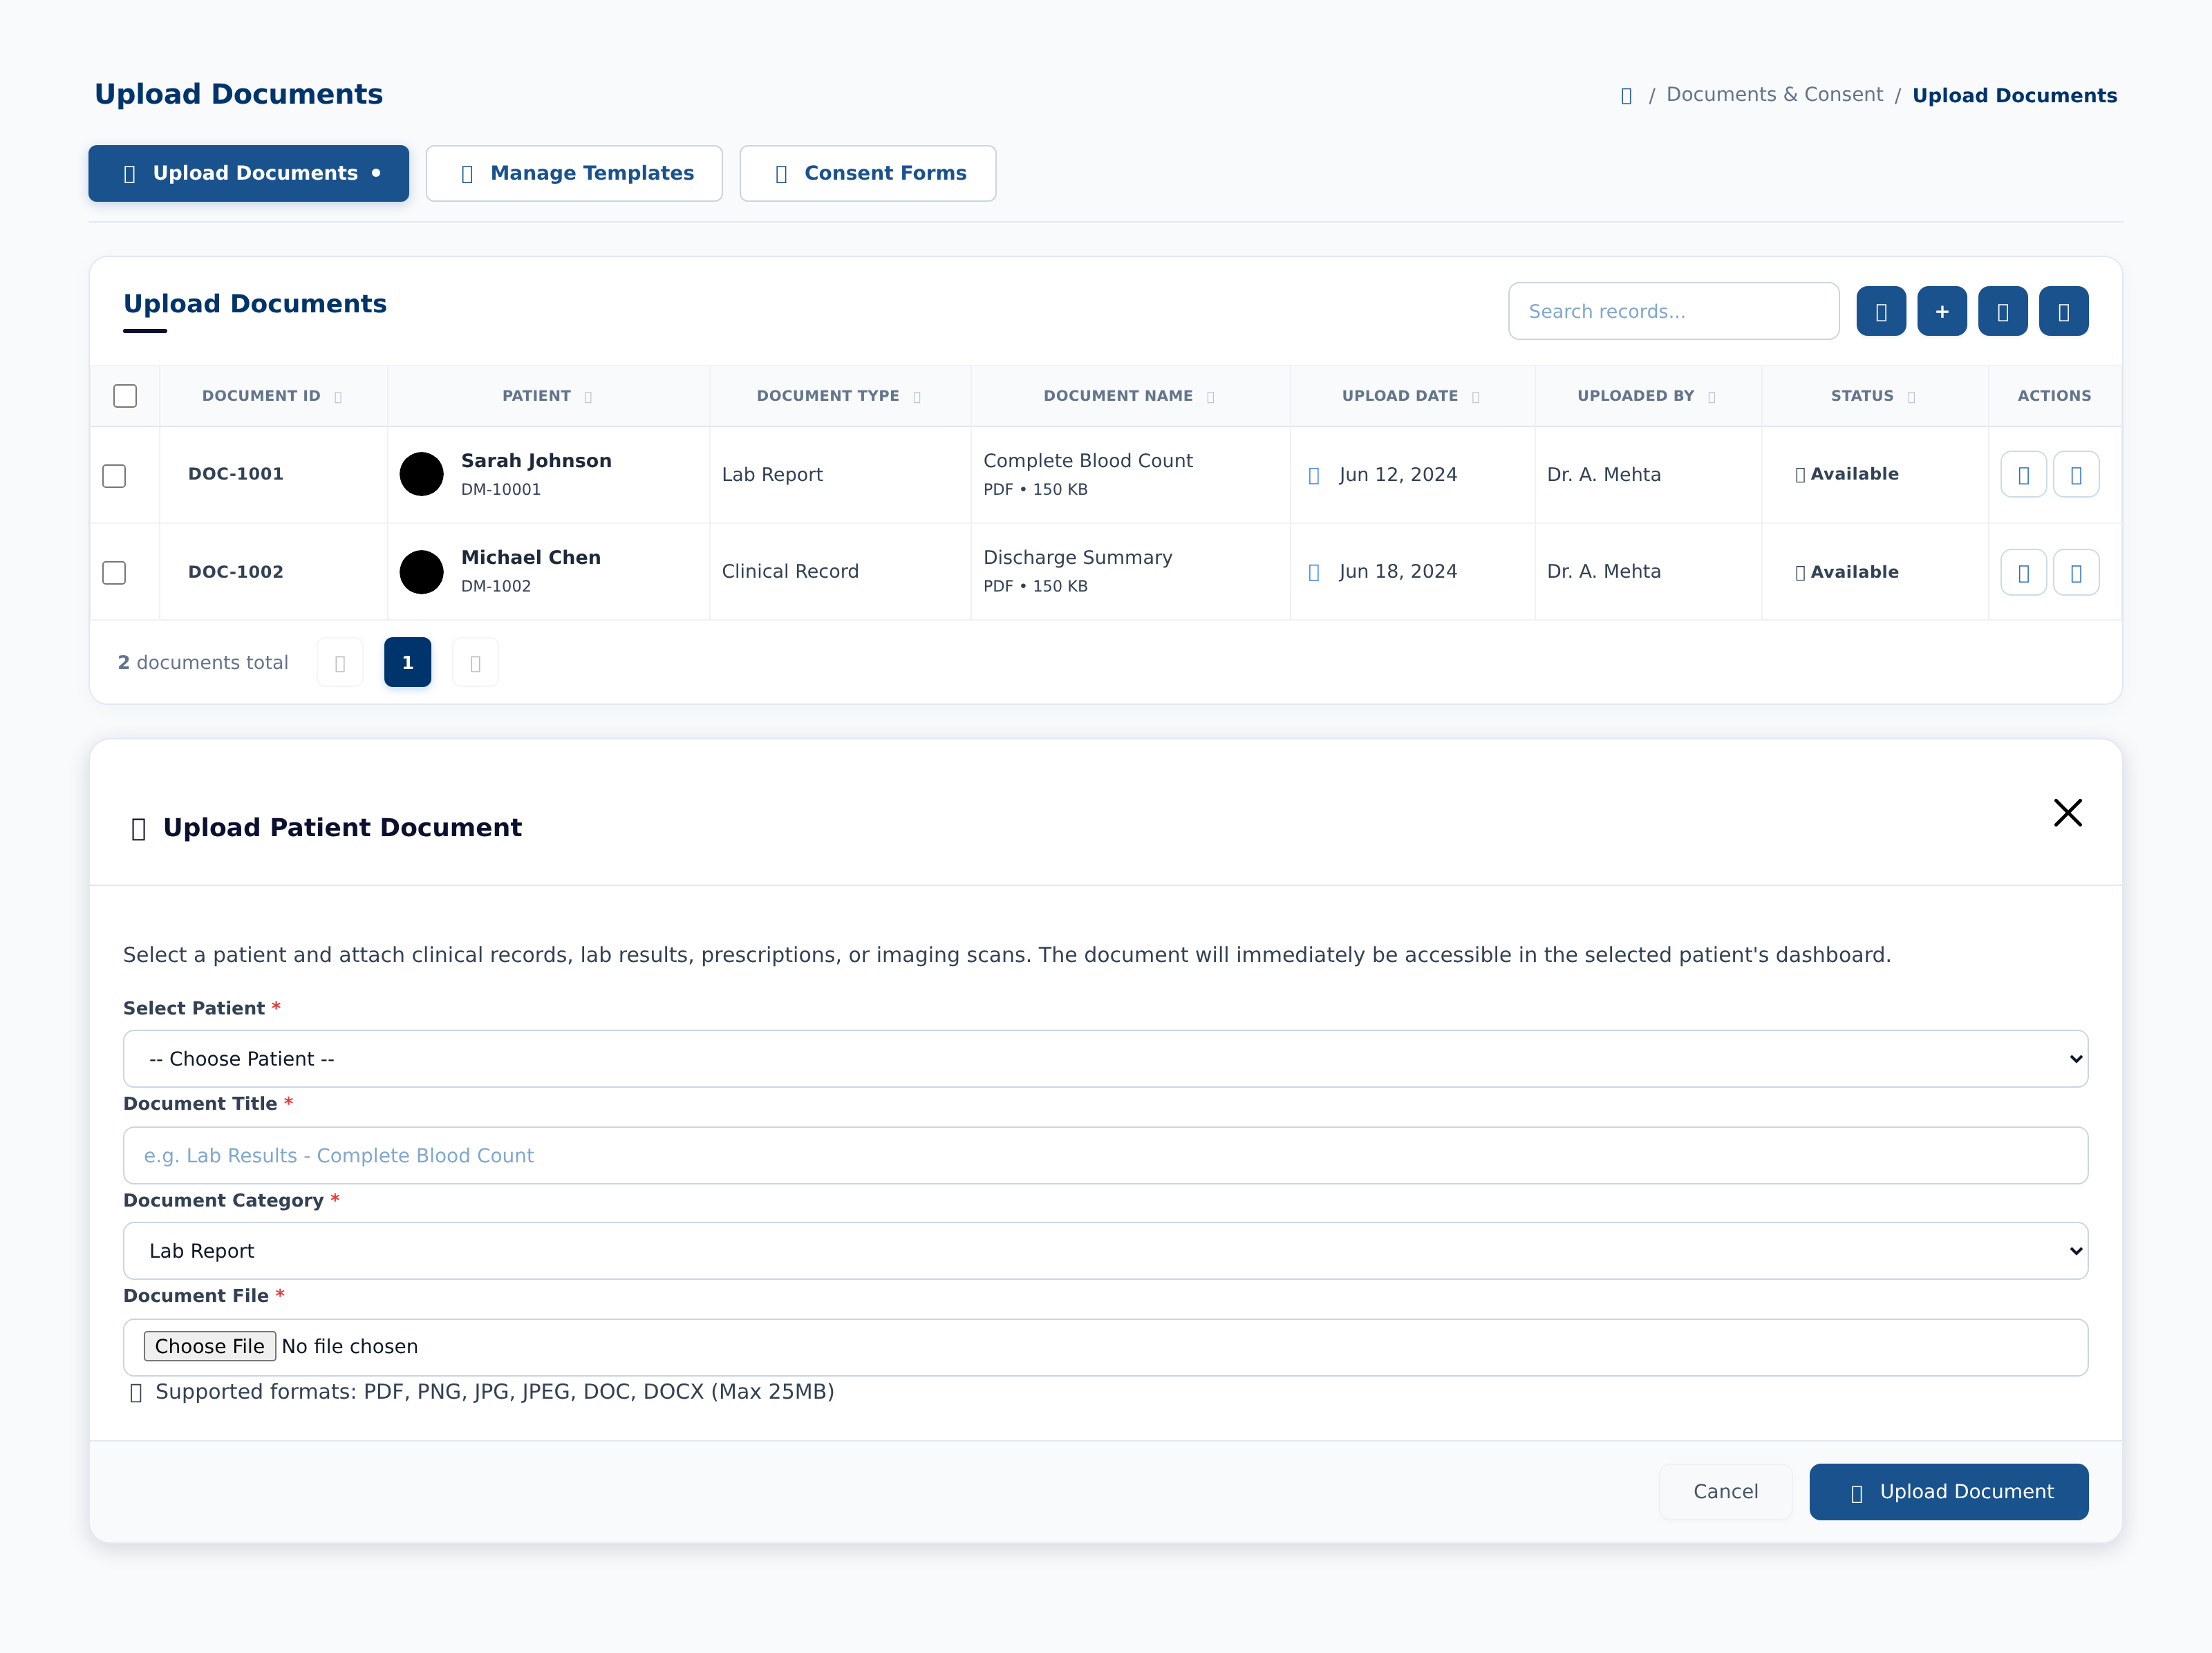 Upload Documents
/ Documents & Consent / Upload Documents
Upload Documents •
Manage Templates
Consent Forms
Upload Documents
Search records...
+
DOCUMENT ID PATIENT DOCUMENT TYPE DOCUMENT NAME UPLOAD DATE UPLOADED BY STATUS ACTIONS
DOC-1001 Sarah Johnson Lab Report Complete Blood Count Jun 12, 2024 Dr. A. Mehta Available
DM-10001 PDF • 150 KB
DOC-1002 Michael Chen Clinical Record Discharge Summary Jun 18, 2024 Dr. A. Mehta Available
DM-1002 PDF • 150 KB
2 documents total 1
Upload Patient Document
Select a patient and attach clinical records, lab results, prescriptions, or imaging scans. The document will immediately be accessible in the selected patient's dashboard.
Select Patient *
-- Choose Patient --
Document Title *
e.g. Lab Results - Complete Blood Count
Document Category *
Lab Report
Document File *
Choose File No file chosen
Supported formats: PDF, PNG, JPG, JPEG, DOC, DOCX (Max 25MB)
Cancel
Upload Document